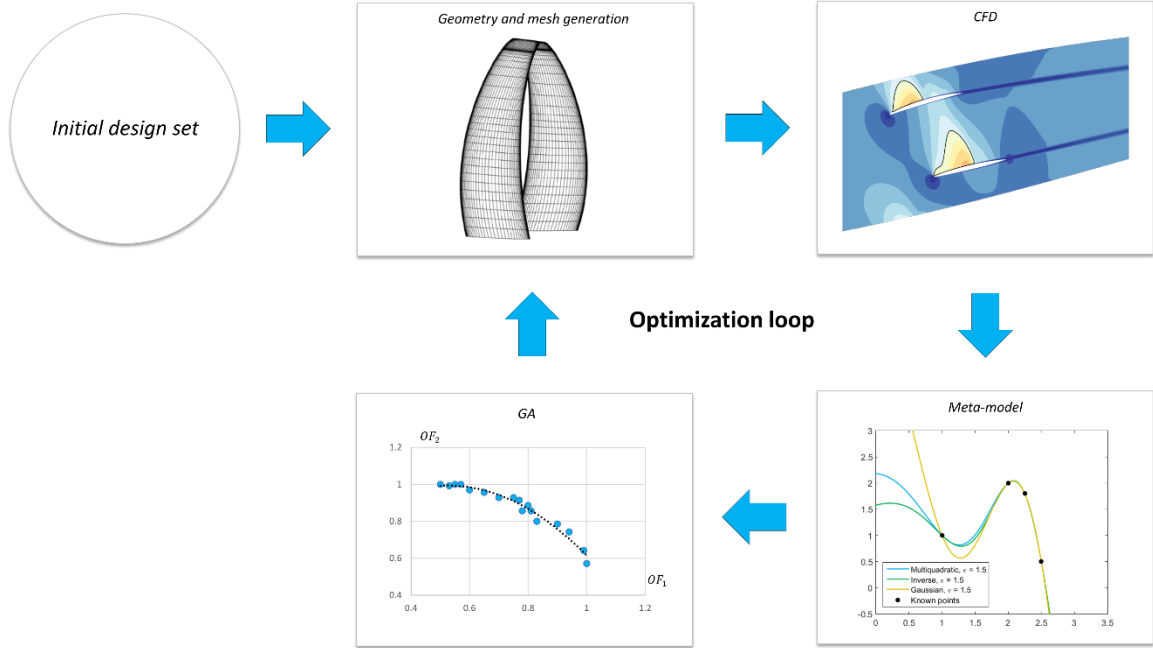 Initial design set
Geometry and mesh generation
CFD
Optimization loop
GA
OF₂
1.2
1
0.8
0.6
0.4
0.4
0.6
0.8
1
1.2
OF₁
Meta-model
3
2.5
2
1.5
1
0.5
0
-0.5
0
0.5
1
1.5
2
2.5
3
3.5
Multiquadratic, ε = 1.5
Inverse, ε = 1.5
Gaussian, ε = 1.5
Known points